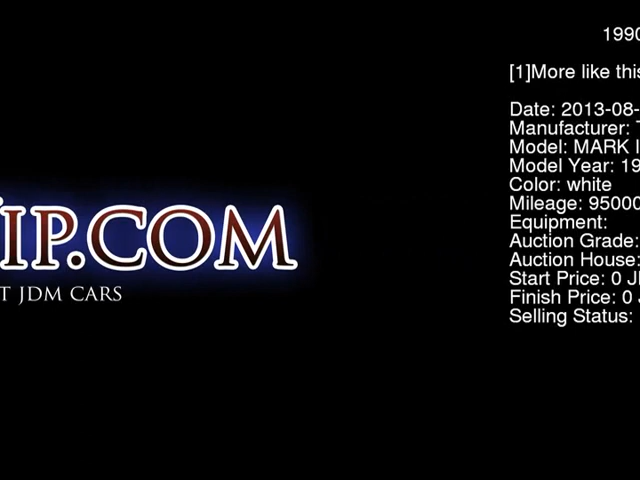 IP.COM
T JDM CARS
1990
[1]More like this
Date: 2013-08-
Manufacturer:
Model: MARK I
Model Year: 19
Color: white
Mileage: 95000
Equipment:
Auction Grade:
Auction House:
Start Price: 0 J
Finish Price: 0
Selling Status: